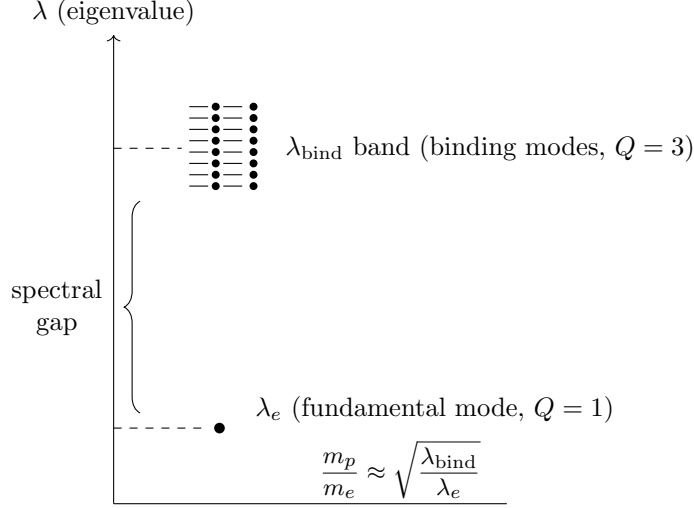 λ (eigenvalue)
λ_bind band (binding modes, Q = 3)
spectral
gap
λ_e (fundamental mode, Q = 1)
m_p/m_e ≈ √(λ_bind/λ_e)